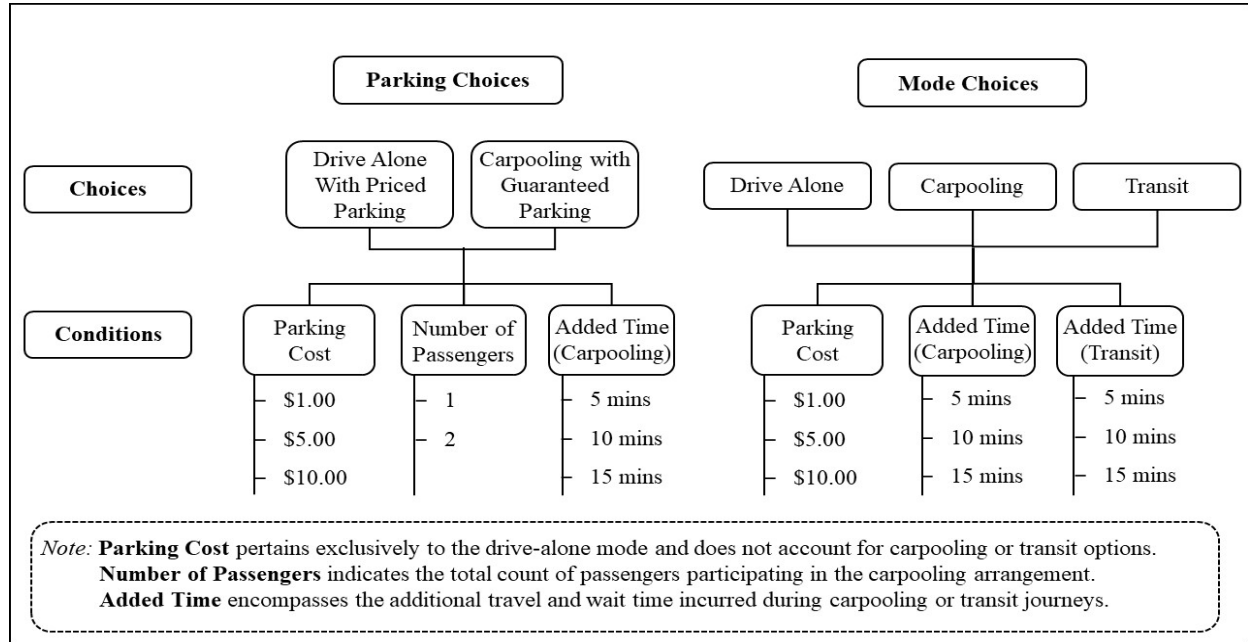 Parking Choices
Mode Choices
Choices
Drive Alone
With Priced
Parking
Carpooling with
Guaranteed
Parking
Drive Alone
Carpooling
Transit
Conditions
Parking
Cost
Number of
Passengers
Added Time
(Carpooling)
Parking
Cost
Added Time
(Carpooling)
Added Time
(Transit)
$1.00
$5.00
$10.00
1
2
5 mins
10 mins
15 mins
$1.00
$5.00
$10.00
5 mins
10 mins
15 mins
5 mins
10 mins
15 mins
Note: Parking Cost pertains exclusively to the drive-alone mode and does not account for carpooling or transit options.
Number of Passengers indicates the total count of passengers participating in the carpooling arrangement.
Added Time encompasses the additional travel and wait time incurred during carpooling or transit journeys.